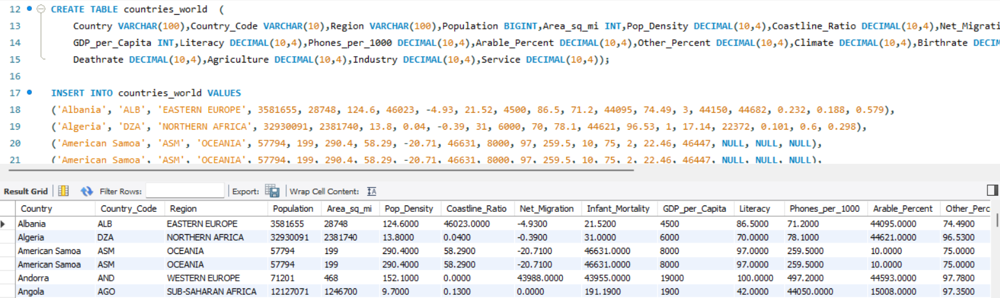 12 CREATE TABLE countries_world (
13 Country VARCHAR(100),Country_Code VARCHAR(10),Region VARCHAR(100),Population BIGINT,Area_sq_mi INT,Pop_Density DECIMAL(10,4),Coastline_Ratio DECIMAL(10,4),Net_Migrati
14 GDP_per_Capita INT,Literacy DECIMAL(10,4),Phones_per_1000 DECIMAL(10,4),Arable_Percent DECIMAL(10,4),Other_Percent DECIMAL(10,4),Climate DECIMAL(10,4),Birthrate DECIM
15 Deathrate DECIMAL(10,4),Agriculture DECIMAL(10,4),Industry DECIMAL(10,4),Service DECIMAL(10,4));
16
17 INSERT INTO countries_world VALUES
18 ('Albania', 'ALB', 'EASTERN EUROPE', 3581655, 28748, 124.6, 46023, -4.93, 21.52, 4500, 86.5, 71.2, 44095, 74.49, 3, 44150, 44682, 0.232, 0.188, 0.579),
19 ('Algeria', 'DZA', 'NORTHERN AFRICA', 32930091, 2381740, 13.8, 0.04, -0.39, 31, 6000, 70, 78.1, 44621, 96.53, 1, 17.14, 22372, 0.101, 0.6, 0.298),
20 ('American Samoa', 'ASM', 'OCEANIA', 57794, 199, 290.4, 58.29, -20.71, 46631, 8000, 97, 259.5, 10, 75, 2, 22.46, 46447, NULL, NULL, NULL),
21 ('American Samoa', 'ASM', 'OCEANIA', 57794, 199, 290.4, 58.29, -20.71, 46631, 8000, 97, 259.5, 10, 75, 2, 22.46, 46447, NULL, NULL, NULL),
Result Grid Filter Rows: Export: Wrap Cell Content: IA
Country Country_Code Region Population Area_sq_mi Pop_Density Coastline_Ratio Net_Migration Infant_Mortality GDP_per_Capita Literacy Phones_per_1000 Arable_Percent Other_Perc
Albania ALB EASTERN EUROPE 3581655 28748 124.6000 46023.0000 -4.9300 21.5200 4500 86.5000 71.2000 44095.0000 74.4900
Algeria DZA NORTHERN AFRICA 32930091 2381740 13.8000 0.0400 -0.3900 31.0000 6000 70.0000 78.1000 44621.0000 96.5300
American Samoa ASM OCEANIA 57794 199 290.4000 58.2900 -20.7100 46631.0000 8000 97.0000 259.5000 10.0000 75.0000
American Samoa ASM OCEANIA 57794 199 290.4000 58.2900 -20.7100 46631.0000 8000 97.0000 259.5000 10.0000 75.0000
Andorra AND WESTERN EUROPE 71201 468 152.1000 0.0000 43988.0000 43955.0000 19000 100.0000 497.2000 44593.0000 97.7800
Angola AGO SUB-SAHARAN AFRICA 12127071 1246700 9.7000 0.1300 0.0000 191.1900 1900 42.0000 44050.0000 15008.0000 97.3500